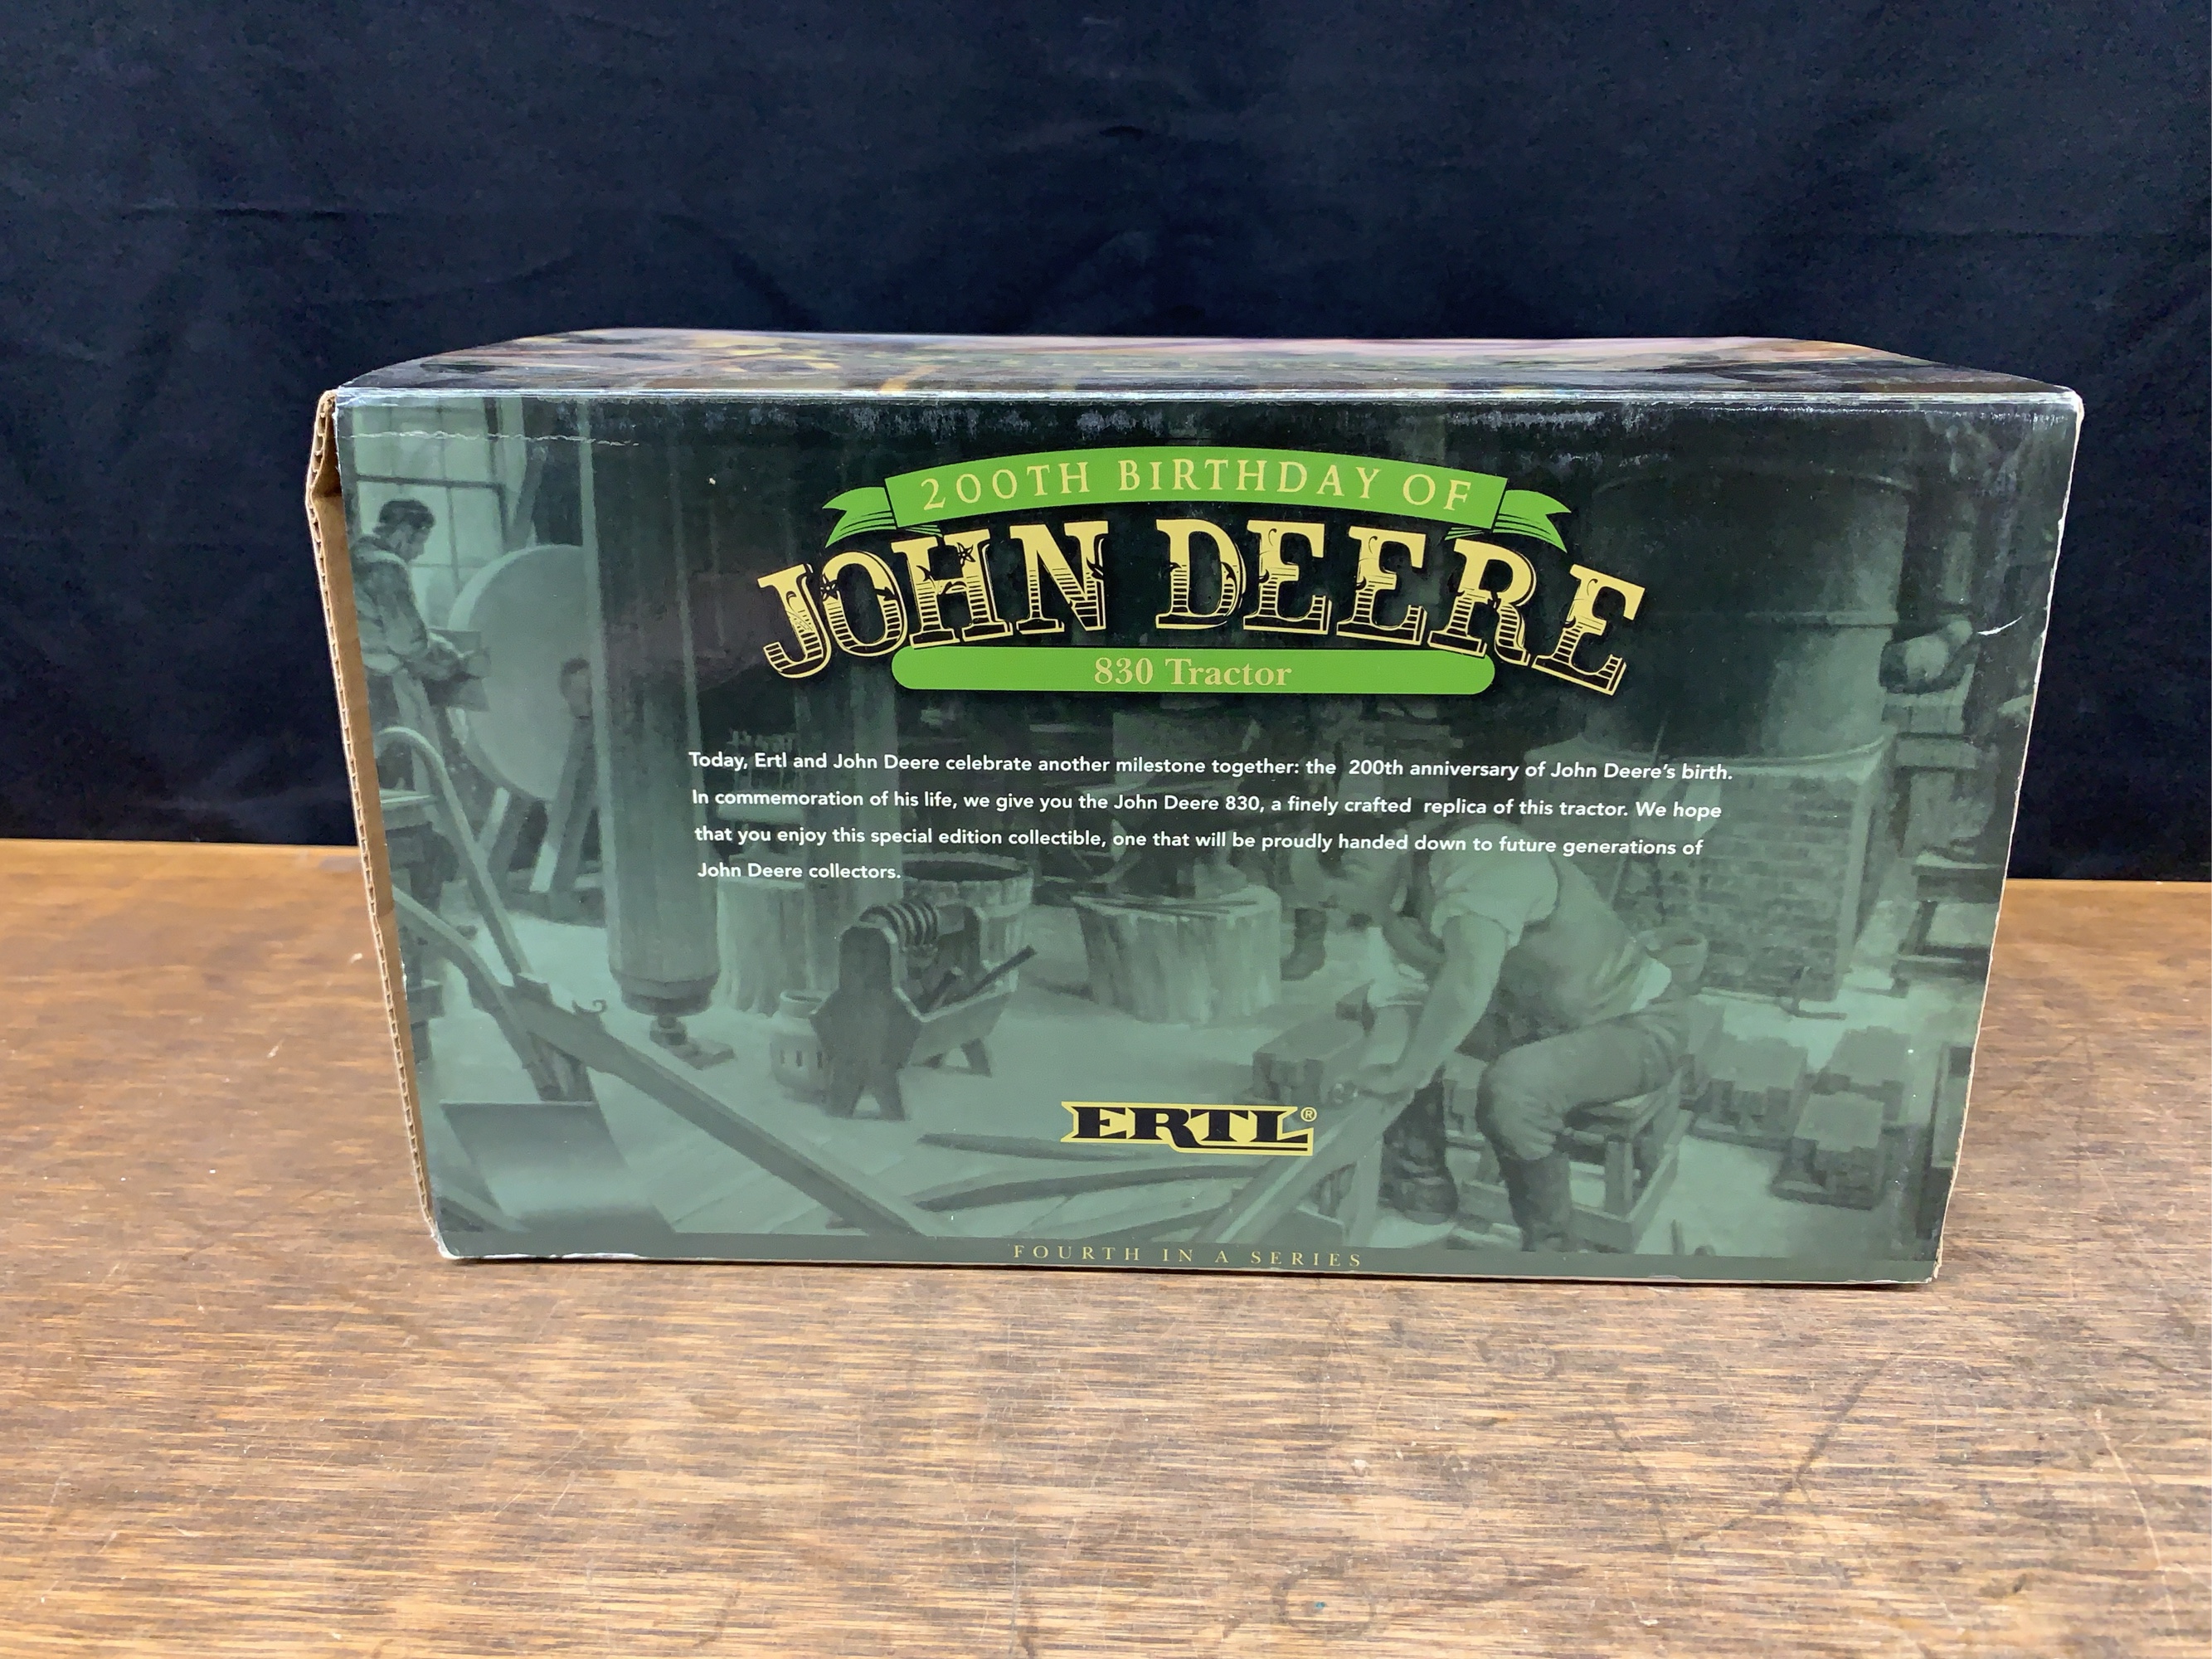 200TH BIRTHDAY OF
JOHN DEERE
830 Tractor
Today, Ertl and John Deere celebrate another milestone together: the 200th anniversary of John Deere's birth.
In commemoration of his life, we give you the John Deere 830, a finely crafted replica of this tractor. We hope
that you enjoy this special edition collectible, one that will be proudly handed down to future generations of
John Deere collectors.
ERTL®
FOURTH IN A SERIES